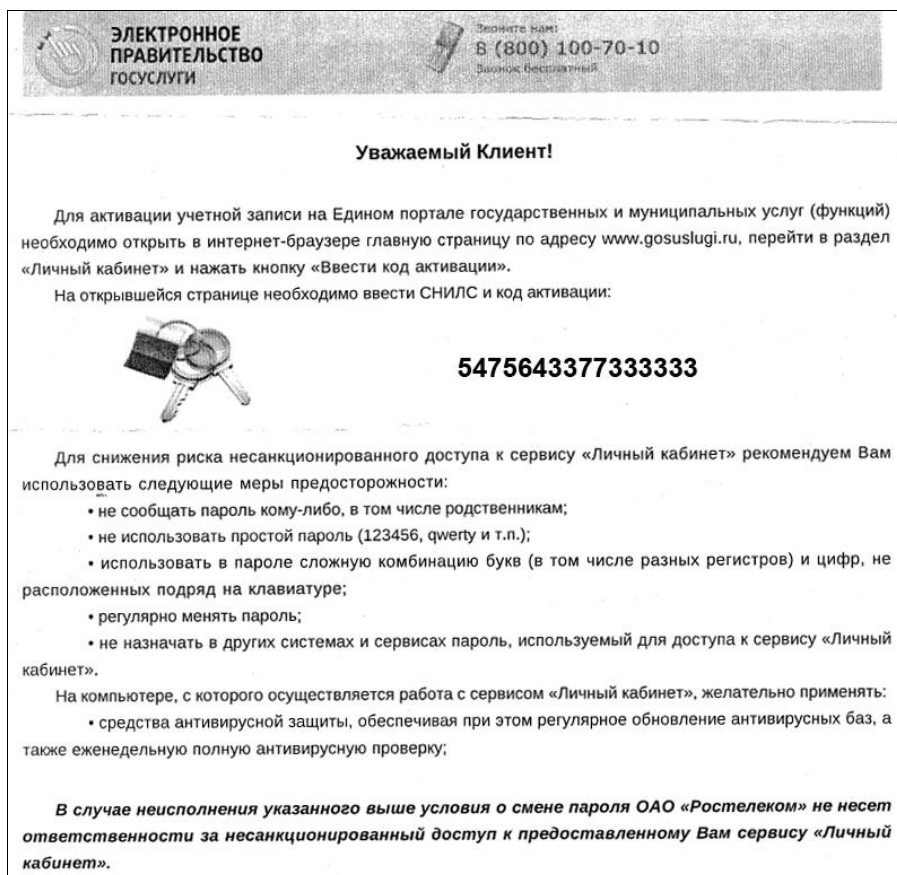 ЭЛЕКТРОННОЕ
ПРАВИТЕЛЬСТВО
ГОСУСЛУГИ
Звоните нам:
8 (800) 100-70-10
Звонок бесплатный
Уважаемый Клиент!
Для активации учетной записи на Едином портале государственных и муниципальных услуг (функций)
необходимо открыть в интернет-браузере главную страницу по адресу www.gosuslugi.ru, перейти в раздел
«Личный кабинет» и нажать кнопку «Ввести код активации».
На открывшейся странице необходимо ввести СНИЛС и код активации:
5475643377333333
Для снижения риска несанкционированного доступа к сервису «Личный кабинет» рекомендуем Вам
использовать следующие меры предосторожности:
• не сообщать пароль кому-либо, в том числе родственникам;
• не использовать простой пароль (123456, qwerty и т.п.);
• использовать в пароле сложную комбинацию букв (в том числе разных регистров) и цифр, не
расположенных подряд на клавиатуре;
• регулярно менять пароль;
• не назначать в других системах и сервисах пароль, используемый для доступа к сервису «Личный
кабинет».
На компьютере, с которого осуществляется работа с сервисом «Личный кабинет», желательно применять:
• средства антивирусной защиты, обеспечивая при этом регулярное обновление антивирусных баз, а
также еженедельную полную антивирусную проверку;
В случае неисполнения указанного выше условия о смене пароля ОАО «Ростелеком» не несет
ответственности за несанкционированный доступ к предоставленному Вам сервису «Личный
кабинет».